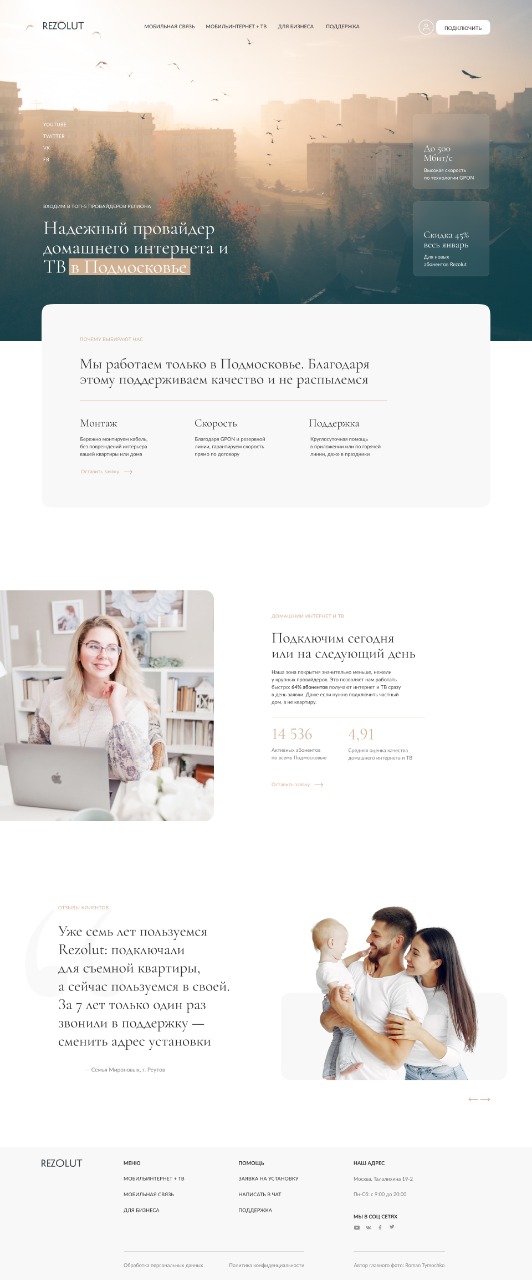 REZOLUT
МОБИЛЬНАЯ СВЯЗЬ
МОБИЛЬИНТЕРНЕТ + ТВ
ДЛЯ БИЗНЕСА
ПОДДЕРЖКА
ПОДКЛЮЧИТЬ
YOUTUBE
TWITTER
VK
FB
ВХОДИМ В ТОП-5 ПРОВАЙДЕРОВ РЕГИОНА
Надежный провайдер
домашнего интернета и
ТВ в Подмосковье
До 500
Мбит/с
Высокая скорость
по технологии GPON
Скидка 45%
весь январь
Для новых
абонентов Rezolut
ПОЧЕМУ ВЫБИРАЮТ НАС
Мы работаем только в Подмосковье. Благодаря
этому поддерживаем качество и не распыляемся
Монтаж
Бережно монтируем кабель,
без повреждений интерьера
вашей квартиры или дома
Оставить заявку
Скорость
Благодаря GPON и резервной
линии, гарантируем скорость
прямо по договору
Поддержка
Круглосуточная помощь
в приложении или по горячей
линии, даже в праздники
ДОМАШНИЙ ИНТЕРНЕТ И ТВ
Подключим сегодня
или на следующий день
Наша зона покрытия значительно меньше, нежели
у крупных провайдеров. Это позволяет нам работать
быстро: 64% абонентов получают интернет и ТВ сразу
в день заявки. Даже если нужно подключить частный
дом, а не квартиру.
14 536
Активных абонентов
по всему Подмосковью
4,91
Средняя оценка качества
домашнего интернета и ТВ
Оставить заявку
ОТЗЫВЫ КЛИЕНТОВ
Уже семь лет пользуемся
Rezolut: подключали
для съемной квартиры,
а сейчас пользуемся в своей.
За 7 лет только один раз
звонили в поддержку —
сменить адрес установки
— Семья Мироновых, г. Реутов
REZOLUT
МЕНЮ
МОБИЛЬИНТЕРНЕТ + ТВ
МОБИЛЬНАЯ СВЯЗЬ
ДЛЯ БИЗНЕСА
ПОМОЩЬ
ЗАЯВКА НА УСТАНОВКУ
НАПИСАТЬ В ЧАТ
ПОДДЕРЖКА
НАШ АДРЕС
Москва, 19-2
Пн-Сб: с 9:00 до 20:00
МЫ В СОЦ СЕТЯХ
Обработка персональных данных
Политика конфиденциальности
Автор главного фото: Roman Tymochko